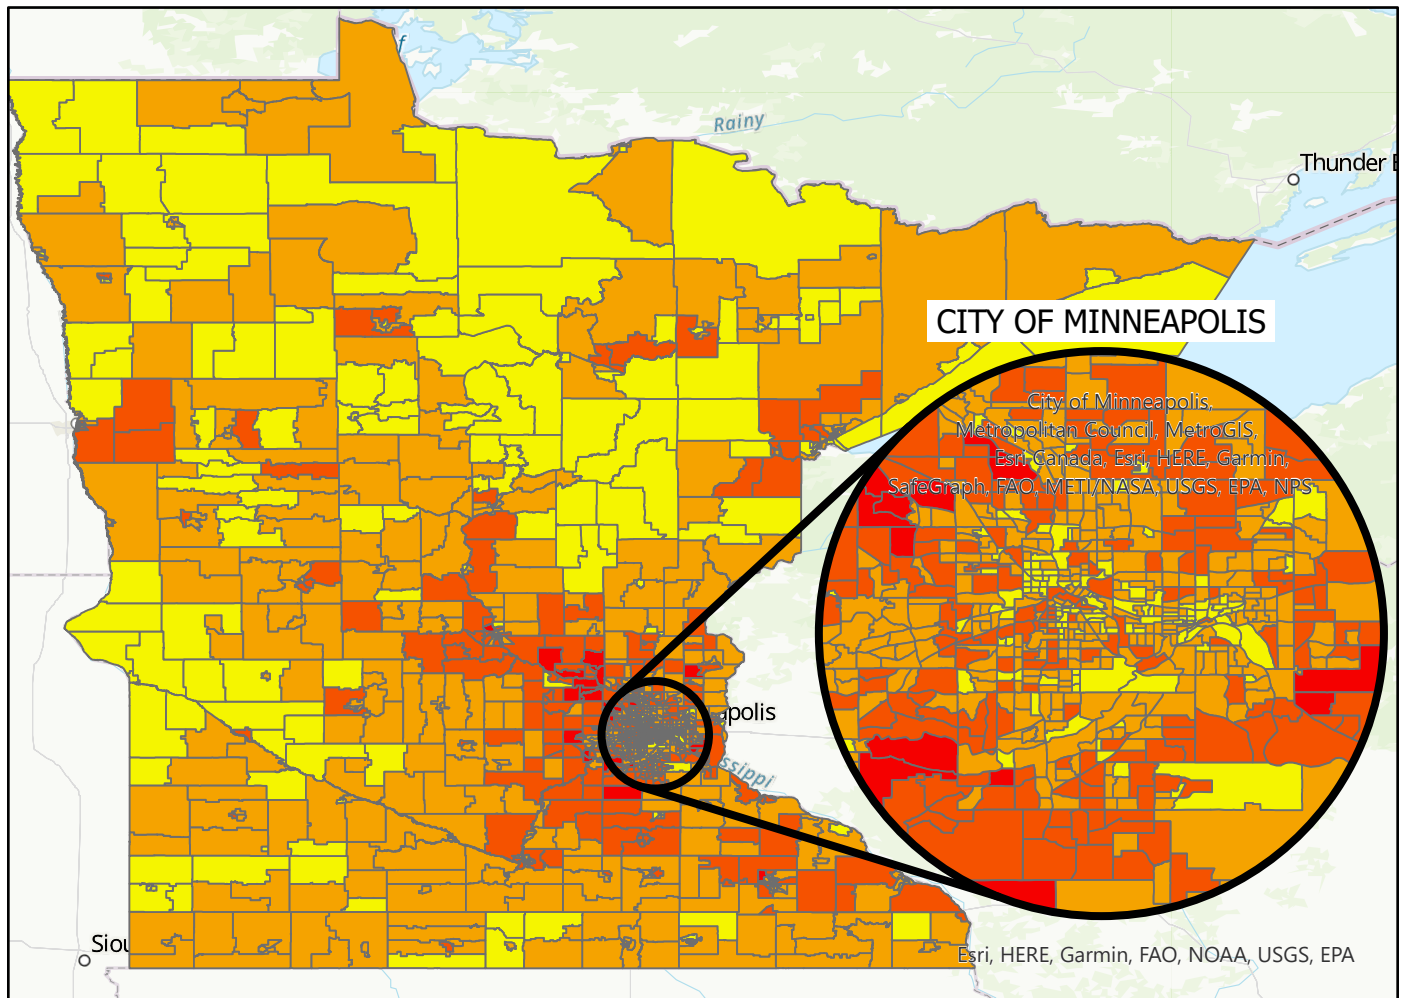 f
Rainy
Thunder B
CITY OF MINNEAPOLIS
City of Minneapolis,
Metropolitan Council, MetroGIS,
Esri Canada, Esri, HERE, Garmin,
SafeGraph, FAO, METI/NASA, USGS, EPA, NPS
apolis
ssippi
Siou
Esri, HERE, Garmin, FAO, NOAA, USGS, EPA